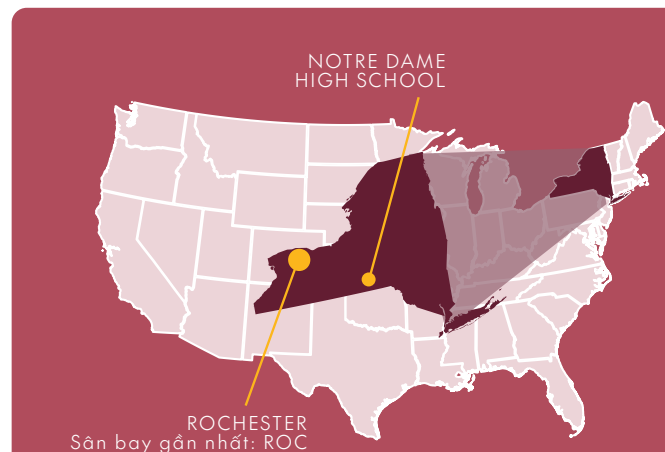 NOTRE DAME
HIGH SCHOOL
ROCHESTER
Sân bay gần nhất: ROC